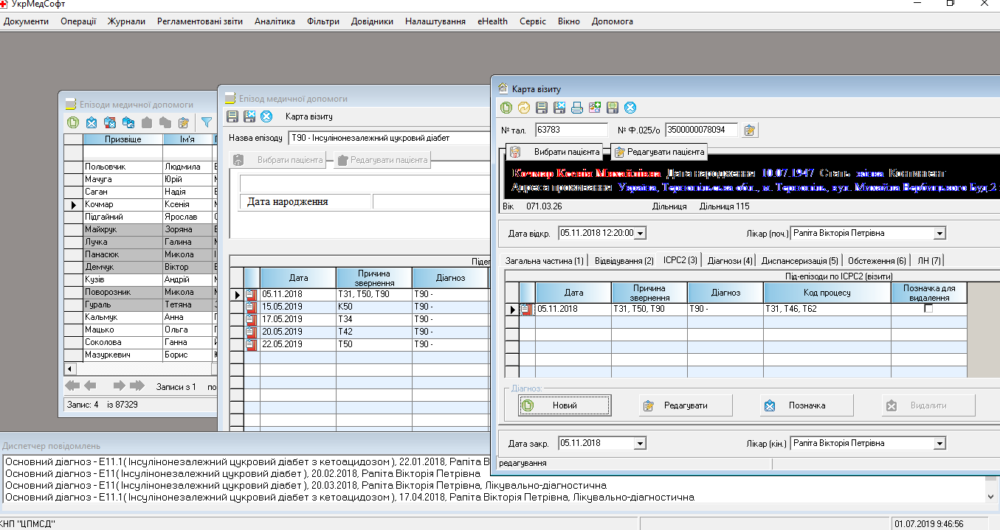 УкрМедСофт
Документи Операції Журнали Регламентовані звіти Аналітика Фільтри Довідники Налаштування eHealth Сервіс Вікно Допомога
Епізоди медичної допомоги
Призвіще Ім'я
Польовчик Людмила
Мачуга Юрій
Саган Надія
Кочмар Ксенія
Підгайний Ярослав
Майхрук Зоряна
Лучка Галина
Панасюк Микола
Демчук Віктор
Кузів Андрій
Поворозник Микола
Гураль Тетяна
Кальмук Анна
Мацько Ольга
Соколова Ганна
Мазуркевич Борис
Записи з 1 по
Запис: 4 із 87329
Епізод медичної допомоги
Карта візиту
Назва епізоду T90 - Інсулінонезалежний цукровий діабет
Вибрати пацієнта Редагувати пацієнта
Дата народження
Дата Причина звернення Діагноз
05.11.2018 T31, T50, T90 T90 -
15.05.2019 K50 T90 -
17.05.2019 T34 T90 -
20.05.2019 T42 T90 -
22.05.2019 T50 T90 -
Карта візиту
№ тал. 63783 № Ф.025/о 3500000078094
Вибрати пацієнта Редагувати пацієнта
Кочмар Ксенія Михайлівна Дата народження 10.07.1947 Стать жінка Контингент
Адреса проживання Україна, Тернопільська обл., м. Тернопіль, вул. Михайла Вербицького Буд 2
Вік 071.03.26 Дільниця Дільниця 115
Дата відкр. 05.11.2018 12:20:00 Лікар (поч.) Рапіта Вікторія Петрівна
Загальна частина (1) Відвідування (2) ICPC2 (3) Діагнози (4) Диспансеризація (5) Обстеження (6) ЛН (7)
Під-епізоди по ICPC2 (візити)
Дата Причина звернення Діагноз Код процесу Позначка для видалення
05.11.2018 T31, T50, T90 T90 - T31, T46, T62
Діагноз:
Новий Редагувати Позначка Видалити
Дата закр. 05.11.2018 Лікар (кін.) Рапіта Вікторія Петрівна
редагування
Диспетчер повідомлень
Основний діагноз - E11.1( Інсулінонезалежний цукровий діабет з кетоацидозом ), 22.01.2018, Рапіта В
Основний діагноз - E11( Інсулінонезалежний цукровий діабет ), 20.02.2018, Рапіта Вікторія Петрівна
Основний діагноз - E11( Інсулінонезалежний цукровий діабет ), 20.03.2018, Рапіта Вікторія Петрівна, Лікувально-діагностична
Основний діагноз - E11.1( Інсулінонезалежний цукровий діабет з кетоацидозом ), 17.04.2018, Рапіта Вікторія Петрівна, Лікувально-діагностична
КНП "ЦПМСД" 01.07.2019 9:46:56